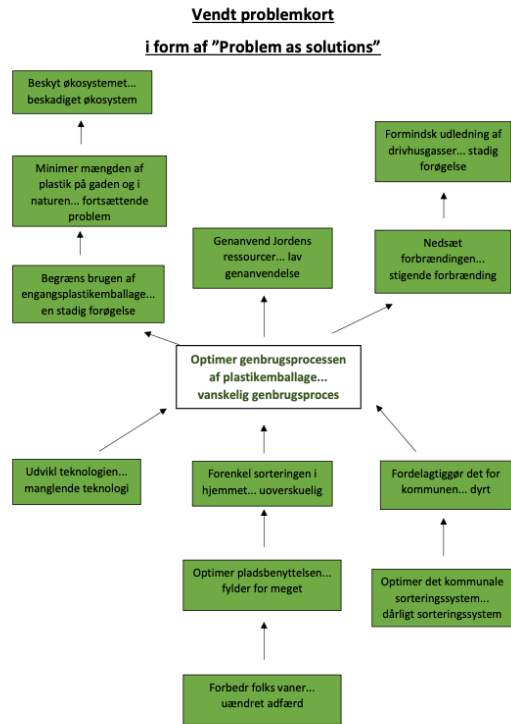 Vendt problemkort
i form af ”Problem as solutions”
Beskyt økosystemet...
beskadiget økosystem
Formindsk udledning af
drivhusgasser... stadig
forøgelse
Minimer mængden af
plastik på gaden og i
naturen... fortsættende
problem
Genanvend Jordens
ressourcer... lav
genanvendelse
Nedsæt
forbrændingen...
stigende forbrænding
Begræns brugen af
engangsplastikemballage...
en stadig forøgelse
Optimer genbrugsprocessen
af plastikemballage...
vanskelig genbrugsproces
Udvikl teknologien...
manglende teknologi
Forenkel sorteringen i
hjemmet... uoverskuelig
Fordelagtiggør det for
kommunen... dyrt
Optimer pladsbenyttelsen...
fylder for meget
Optimer det kommunale
sorteringssystem...
dårligt sorteringssystem
Forbedr folks vaner...
uændret adfærd